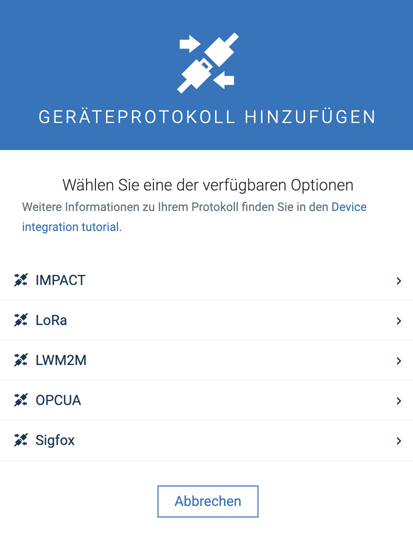 GERÄTEPROTOKOLL HINZUFÜGEN
Wählen Sie eine der verfügbaren Optionen
Weitere Informationen zu Ihrem Protokoll finden Sie in den Device
integration tutorial.
IMPACT
LoRa
LWM2M
OPCUA
Sigfox
Abbrechen